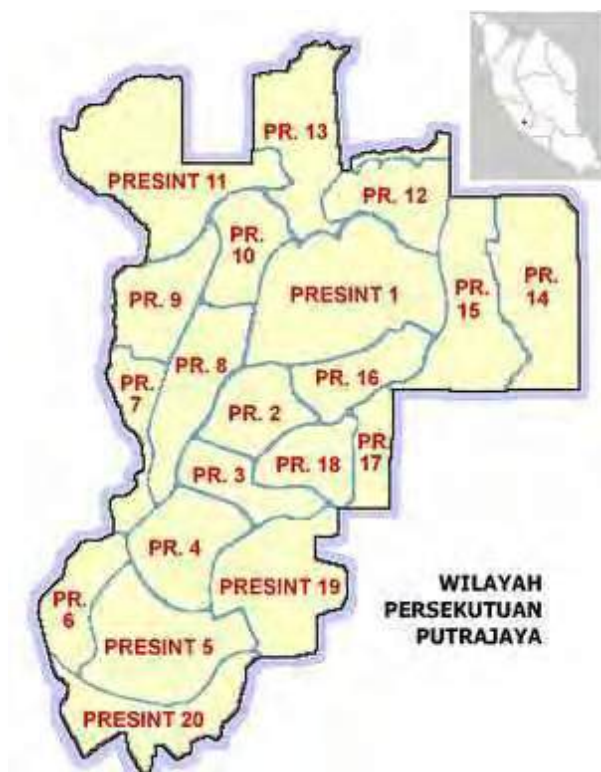 PR. 13
PRESINT 11
PR. 12
PR.
10
PR.
14
PR. 9
PRESINT 1
PR.
15
PR. 8
PR.
7
PR. 16
PR. 2
PR.
17
PR. 18
PR. 3
PR. 4
PRESINT 19
WILAYAH
PERSEKUTUAN
PUTRAJAYA
PR.
6
PRESINT 5
PRESINT 20